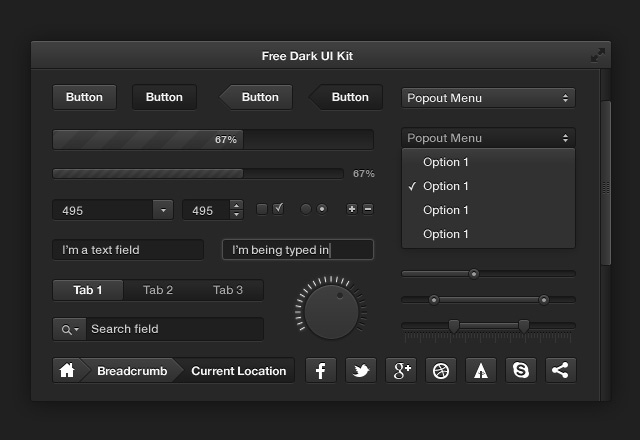 Free Dark UI Kit
Button
Button
Button
Button
Popout Menu
67%
Popout Menu
Option 1
✓ Option 1
Option 1
Option 1
67%
495
495
I'm a text field
I'm being typed in
Tab 1
Tab 2
Tab 3
Search field
Breadcrumb
Current Location